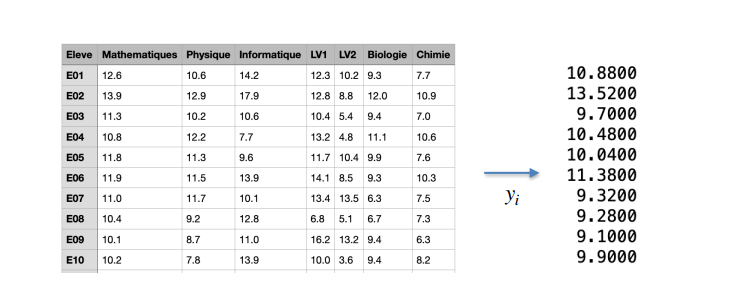 Eleve Mathematiques Physique Informatique LV1 LV2 Biologie Chimie
E01 12.6 10.6 14.2 12.3 10.2 9.3 7.7
E02 13.9 12.9 17.9 12.8 8.8 12.0 10.9
E03 11.3 10.2 10.6 10.4 5.4 9.4 7.0
E04 10.8 12.2 7.7 13.2 4.8 11.1 10.6
E05 11.8 11.3 9.6 11.7 10.4 9.9 7.6
E06 11.9 11.5 13.9 14.1 8.5 9.3 10.3
E07 11.0 11.7 10.1 13.4 13.5 6.3 7.5
E08 10.4 9.2 12.8 6.8 5.1 6.7 7.3
E09 10.1 8.7 11.0 16.2 13.2 9.4 6.3
E10 10.2 7.8 13.9 10.0 3.6 9.4 8.2
yi
10.8800
13.5200
9.7000
10.4800
10.0400
11.3800
9.3200
9.2800
9.1000
9.9000